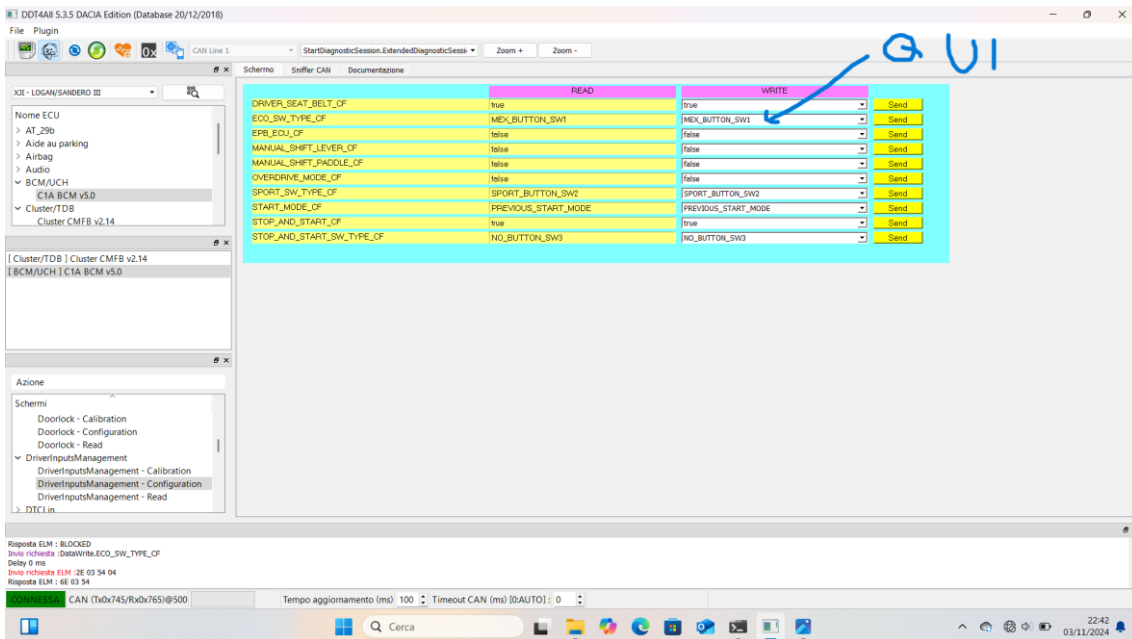 DDT4All 5.3.5 DACIA Edition (Database 20/12/2018)
File Plugin
CAN Line 1 StartDiagnosticSession.ExtendedDiagnosticSessi Zoom + Zoom -
Schermo Sniffer CAN Documentazione
QUI
XJI - LOGAN/SANDERO III
Nome ECU
> AT_29b
> Aide au parking
> Airbag
> Audio
BCM/UCH
C1A BCM v5.0
Cluster/TDB
Cluster CMFB v2.14
READ WRITE
DRIVER_SEAT_BELT_CF true true Send
ECO_SW_TYPE_CF MEX_BUTTON_SW1 MEX_BUTTON_SW1 Send
EPB_ECU_CF false false Send
MANUAL_SHIFT_LEVER_CF false false Send
MANUAL_SHIFT_PADDLE_CF false false Send
OVERDRIVE_MODE_CF false false Send
SPORT_SW_TYPE_CF SPORT_BUTTON_SW2 SPORT_BUTTON_SW2 Send
START_MODE_CF PREVIOUS_START_MODE PREVIOUS_START_MODE Send
STOP_AND_START_CF true true Send
STOP_AND_START_SW_TYPE_CF NO_BUTTON_SW3 NO_BUTTON_SW3 Send
[ Cluster/TDB ] Cluster CMFB v2.14
[ BCM/UCH ] C1A BCM v5.0
Azione
Schermi
Doorlock - Calibration
Doorlock - Configuration
Doorlock - Read
DriverInputsManagement
DriverInputsManagement - Calibration
DriverInputsManagement - Configuration
DriverInputsManagement - Read
Risposta ELM : BLOCKED
Invio richiesta :DataWrite.ECO_SW_TYPE_CF
Delay 0 ms
Invio richiesta ELM :2E 03 54 04
Risposta ELM : 6E 03 54
CONNESSA CAN (Tx0x745/Rx0x765)@500 Tempo aggiornamento (ms) 100 Timeout CAN (ms) [0:AUTO] : 0
Cerca
22:42
03/11/2024